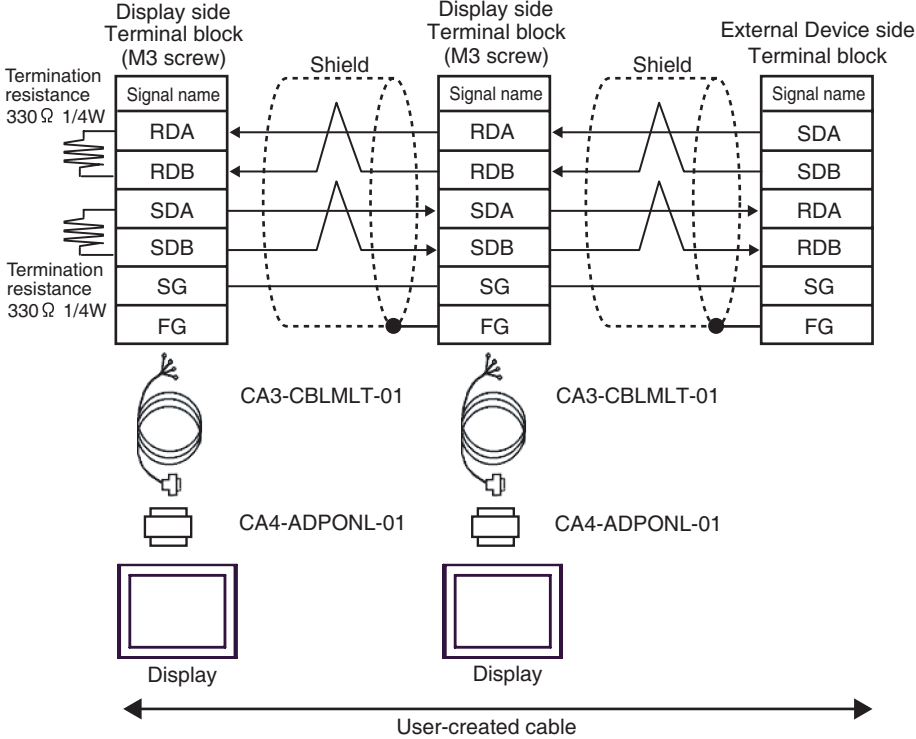 Display side
Terminal block
(M3 screw)
Display side
Terminal block
(M3 screw)
External Device side
Terminal block
Termination
resistance
330Ω 1/4W
Shield
Shield
Signal name
RDA
RDB
SDA
SDB
SG
FG
Signal name
RDA
RDB
SDA
SDB
SG
FG
Signal name
SDA
SDB
RDA
RDB
SG
FG
Termination
resistance
330Ω 1/4W
CA3-CBLMLT-01
CA3-CBLMLT-01
CA4-ADPONL-01
CA4-ADPONL-01
Display
Display
User-created cable